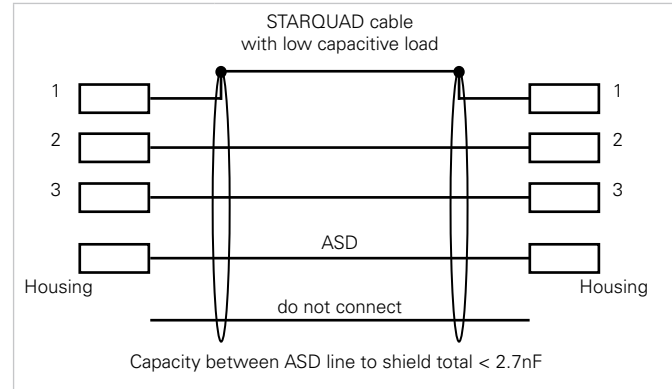 STARQUAD cable
with low capacitive load
1 1
2 2
3 3
ASD
Housing Housing
do not connect
Capacity between ASD line to shield total < 2.7nF